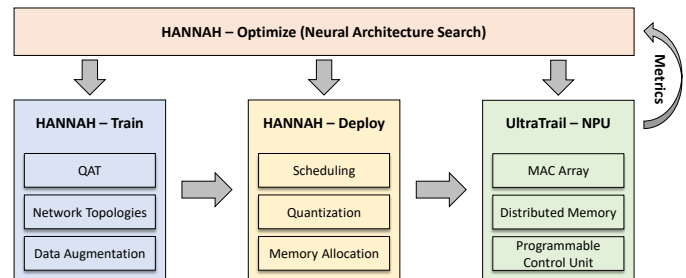 HANNAH – Optimize (Neural Architecture Search)
Metrics
HANNAH – Train
QAT
Network Topologies
Data Augmentation
HANNAH – Deploy
Scheduling
Quantization
Memory Allocation
UltraTrail – NPU
MAC Array
Distributed Memory
Programmable
Control Unit